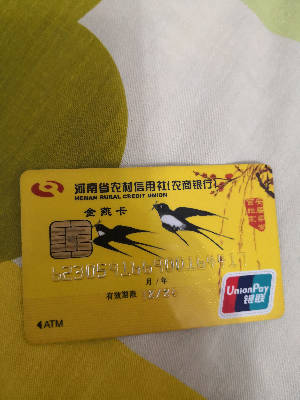 河南省农村信用社(农商银行)
HENAN RURAL CREDIT UNION
金燕卡
月/年
有效期限
ATM
UnionPay
银联